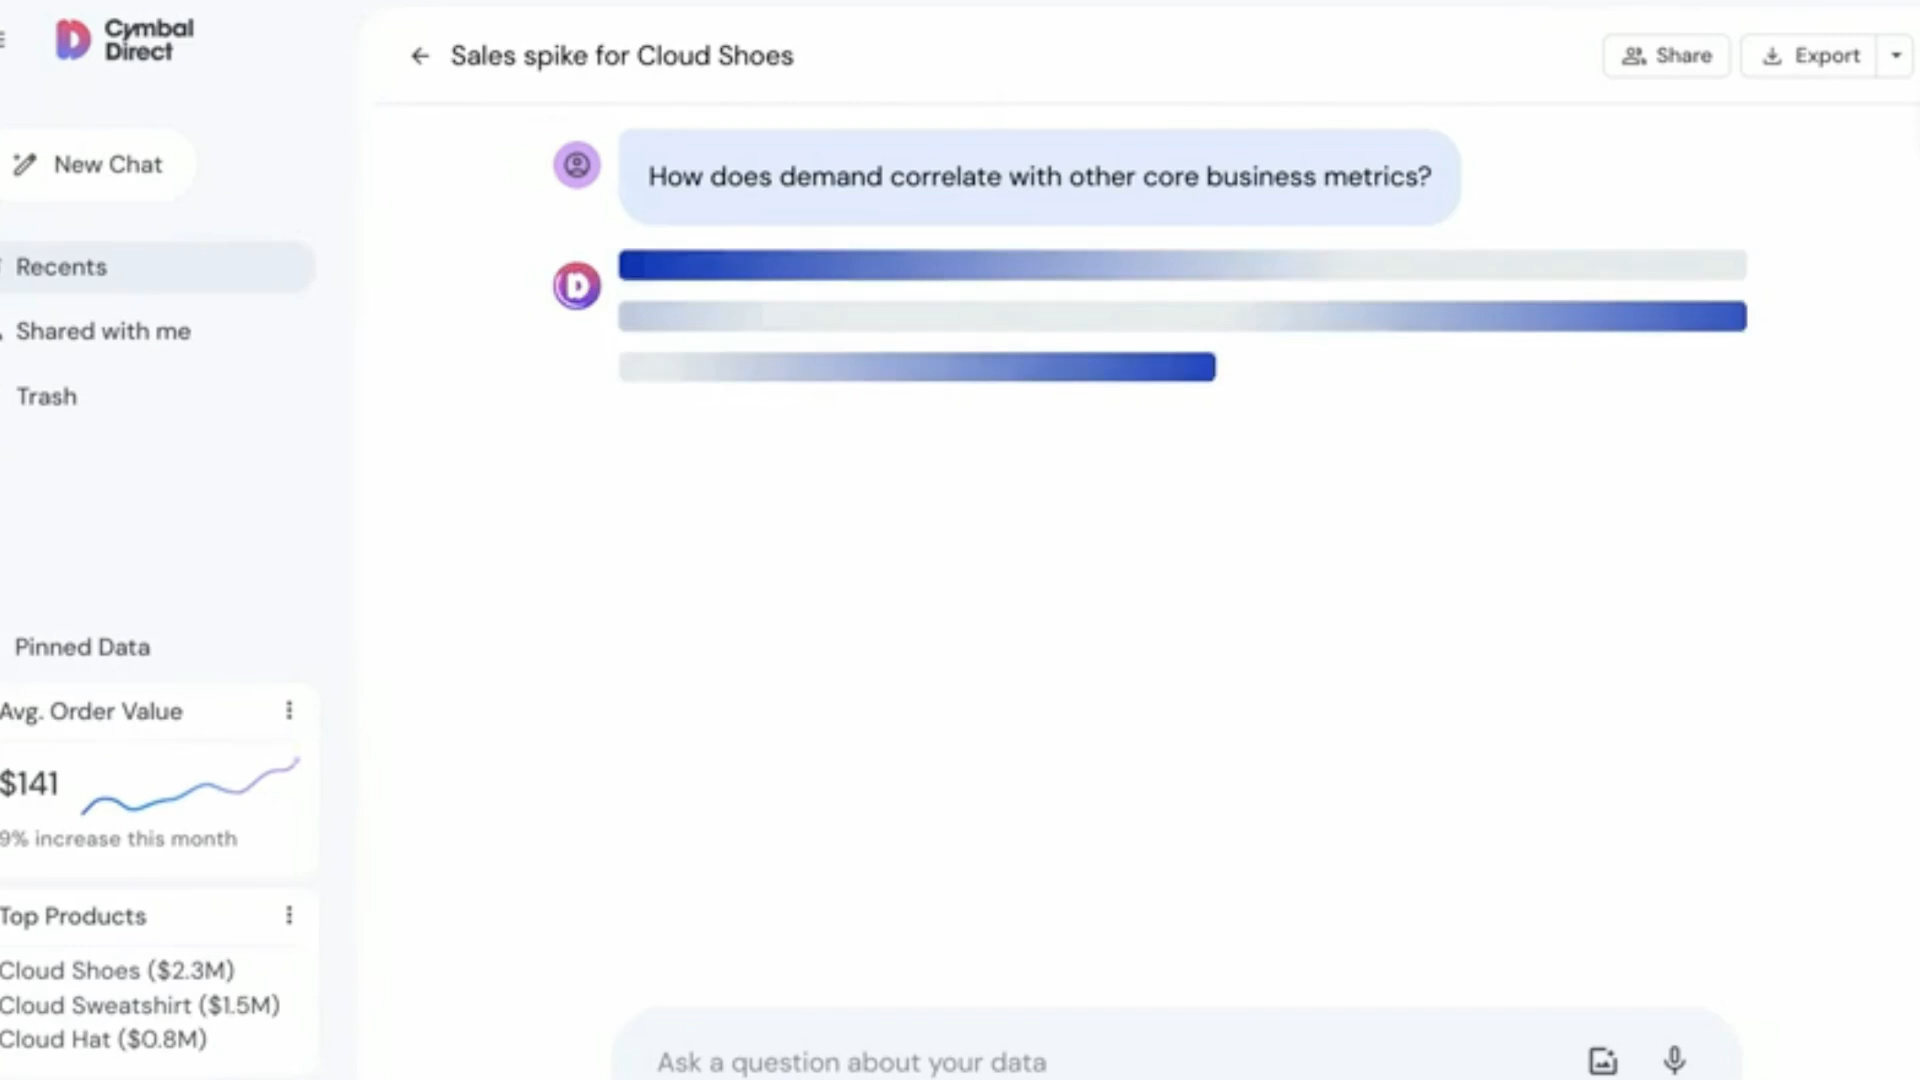 Cymbal
Direct
Sales spike for Cloud Shoes
Share
Export
New Chat
How does demand correlate with other core business metrics?
Recents
Shared with me
Trash
Pinned Data
Avg. Order Value
$141
9% increase this month
Top Products
Cloud Shoes ($2.3M)
Cloud Sweatshirt ($1.5M)
Cloud Hat ($0.8M)
Ask a question about your data